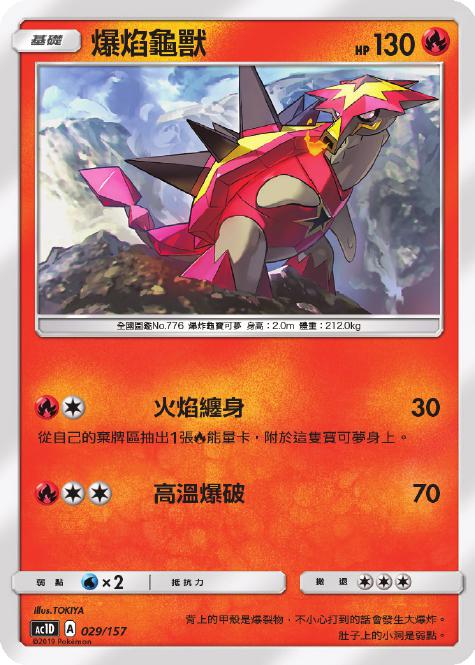 基礎 爆焰龜獸 HP 130
全國圖鑑No.776 爆炸龜寶可夢 身高：2.0m 體重：212.0kg
火焰纏身 30
從自己的棄牌區抽出1張能量卡，附於這隻寶可夢身上。
高溫爆破 70
弱點 ×2 抵抗力 撤退
illus.TOKIYA
AC1D A 029/157
©2019 Pokémon
背上的甲殼是爆裂物，不小心打到的話會發生大爆炸。
肚子上的小洞是弱點。